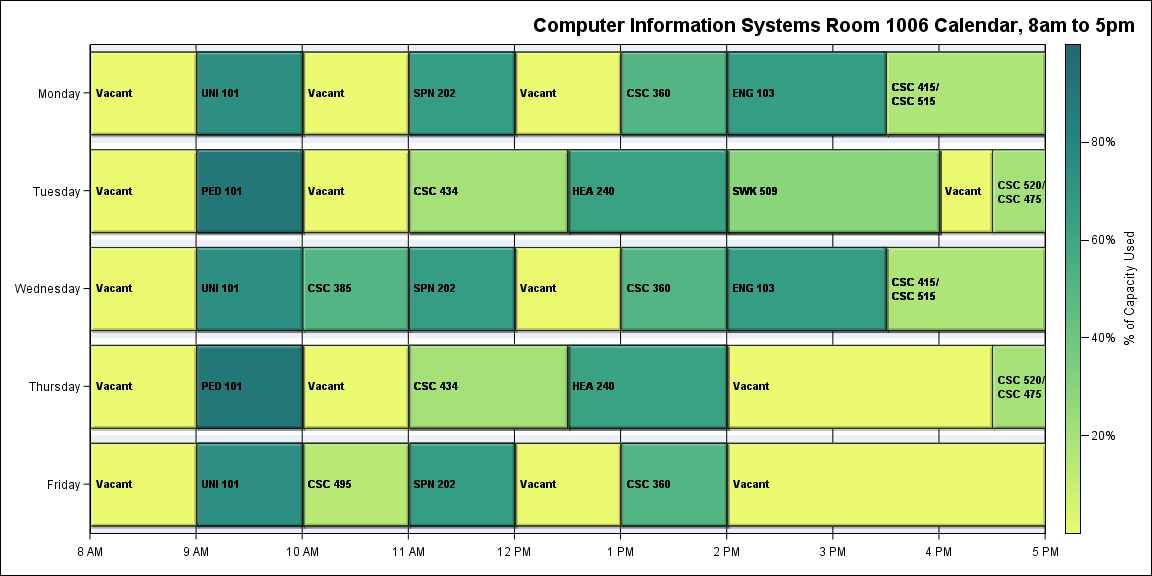 Computer Information Systems Room 1006 Calendar, 8am to 5pm
Monday
Vacant
UNI 101
Vacant
SPN 202
Vacant
CSC 360
ENG 103
CSC 415/
CSC 515
Tuesday
Vacant
PED 101
Vacant
CSC 434
HEA 240
SWK 509
Vacant
CSC 520/
CSC 475
Wednesday
Vacant
UNI 101
CSC 385
SPN 202
Vacant
CSC 360
ENG 103
CSC 415/
CSC 515
Thursday
Vacant
PED 101
Vacant
CSC 434
HEA 240
Vacant
CSC 520/
CSC 475
Friday
Vacant
UNI 101
CSC 495
SPN 202
Vacant
CSC 360
Vacant
8 AM
9 AM
10 AM
11 AM
12 PM
1 PM
2 PM
3 PM
4 PM
5 PM
80%
60%
40%
20%
% of Capacity Used